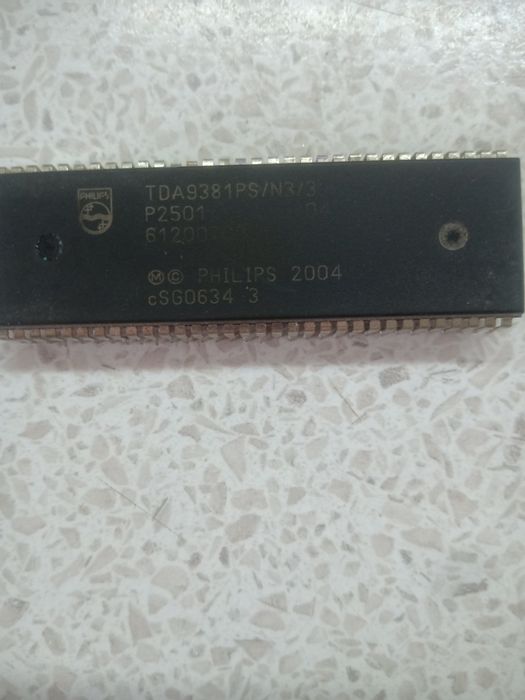 PHILIPS
TDA9381PS/N3/3
P2501
Ⓜ © PHILIPS 2004
cSG0634 3